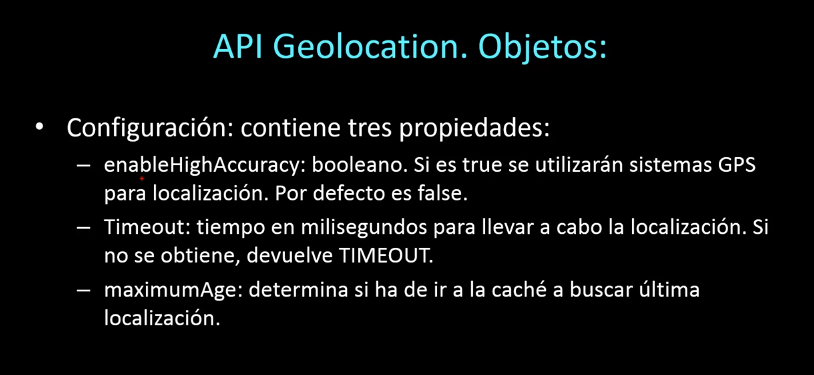 API Geolocation. Objetos:
• Configuración: contiene tres propiedades:
– enableHighAccuracy: booleano. Si es true se utilizarán sistemas GPS
para localización. Por defecto es false.
– Timeout: tiempo en milisegundos para llevar a cabo la localización. Si
no se obtiene, devuelve TIMEOUT.
– maximumAge: determina si ha de ir a la caché a buscar última
localización.